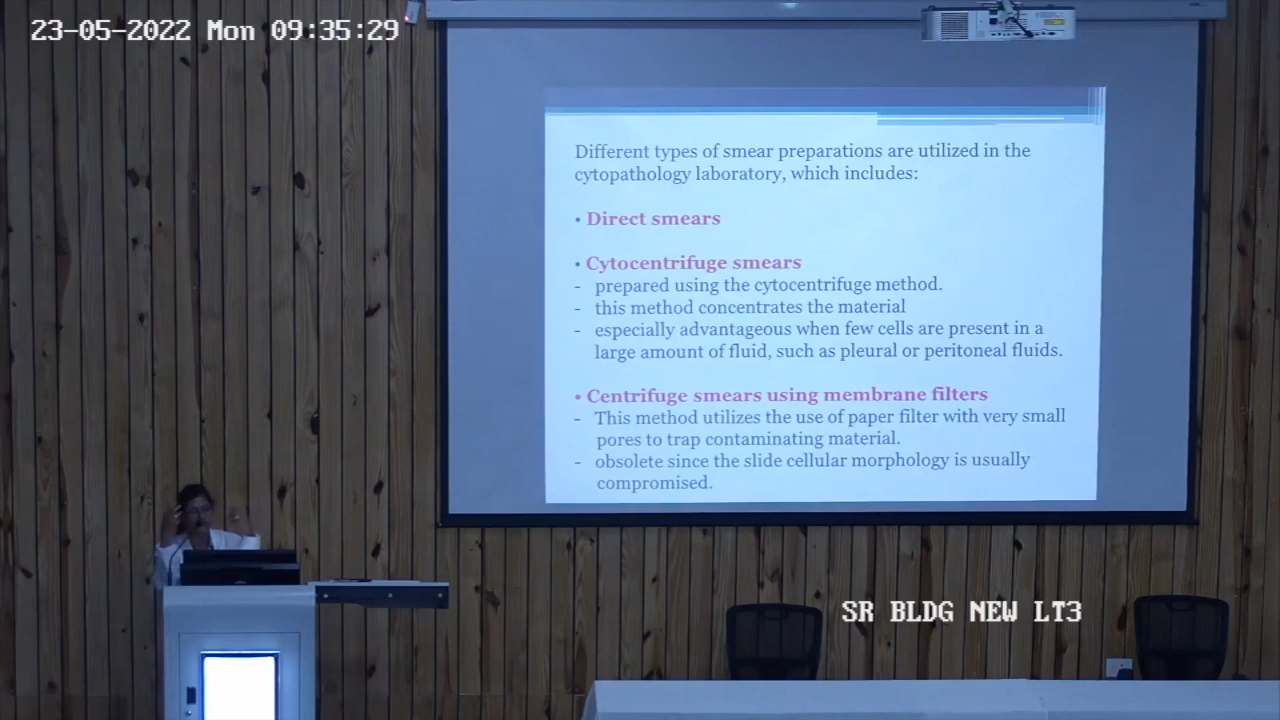 23-05-2022 Mon 09:35:29
Different types of smear preparations are utilized in the
cytopathology laboratory, which includes:
• Direct smears
• Cytocentrifuge smears
- prepared using the cytocentrifuge method.
- this method concentrates the material
- especially advantageous when few cells are present in a
large amount of fluid, such as pleural or peritoneal fluids.
• Centrifuge smears using membrane filters
- This method utilizes the use of paper filter with very small
pores to trap contaminating material.
- obsolete since the slide cellular morphology is usually
compromised.
SR BLDG NEW LT3